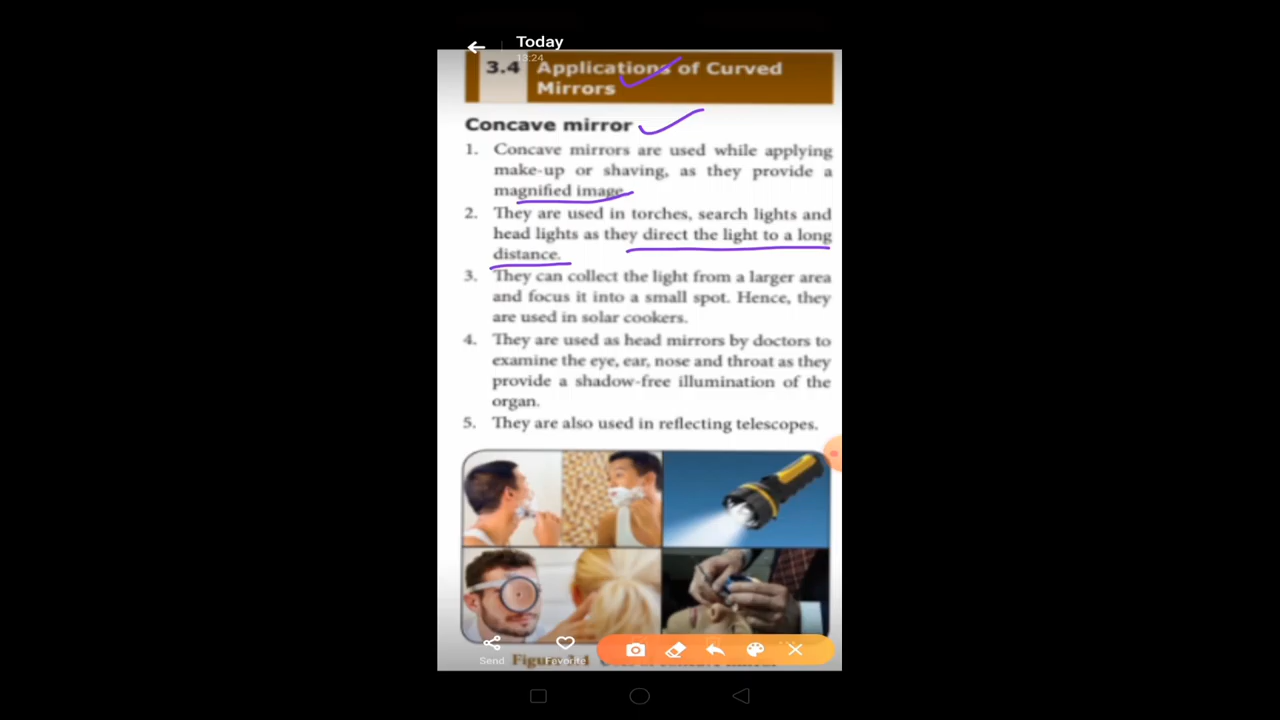 Today
13:24
3.4 Applications of Curved
Mirrors
Concave mirror
1. Concave mirrors are used while applying
make-up or shaving, as they provide a
magnified image.
2. They are used in torches, search lights and
head lights as they direct the light to a long
distance.
3. They can collect the light from a larger area
and focus it into a small spot. Hence, they
are used in solar cookers.
4. They are used as head mirrors by doctors to
examine the eye, ear, nose and throat as they
provide a shadow-free illumination of the
organ.
5. They are also used in reflecting telescopes.
Send
Favorite